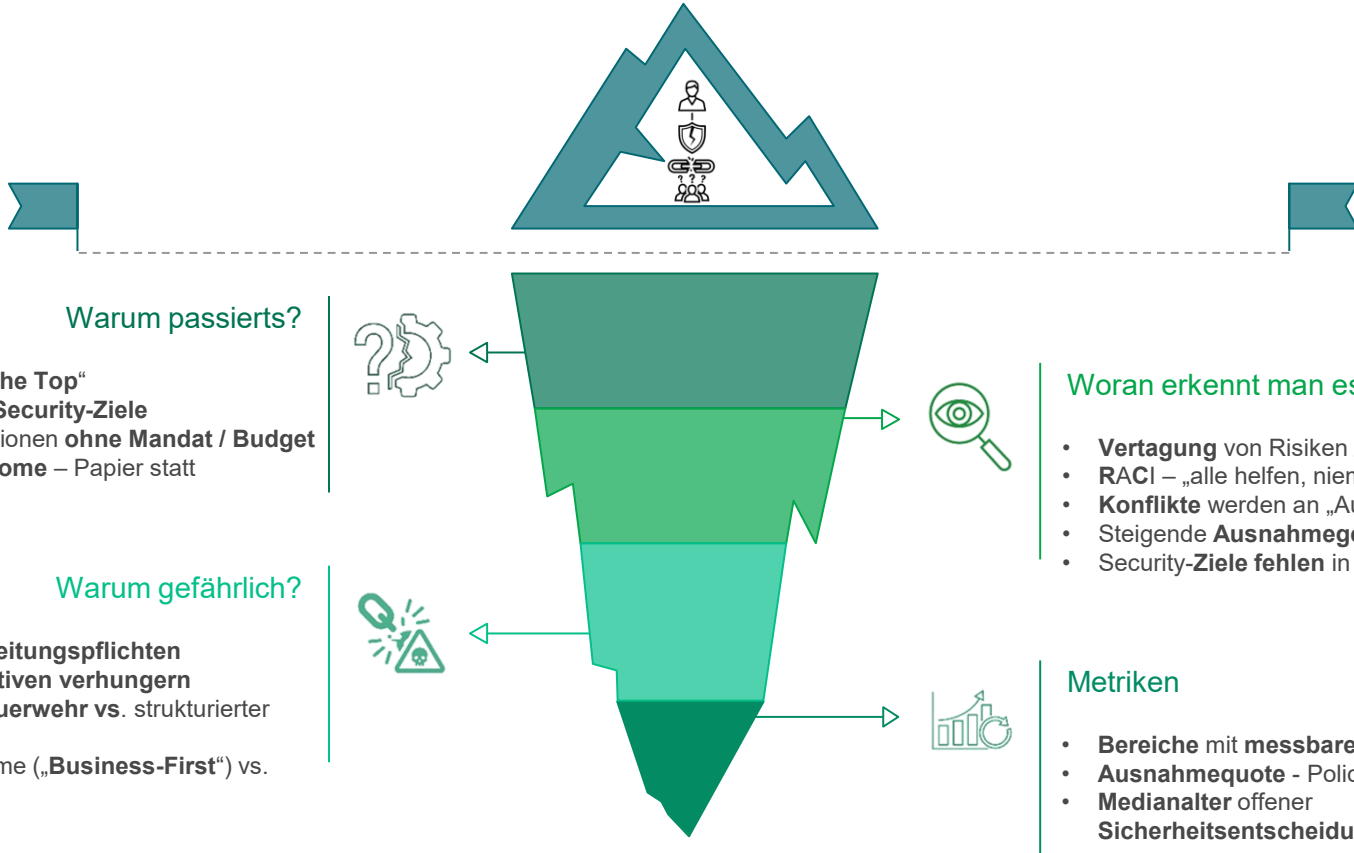 ? ? ?
Warum passierts?
he Top“
Security-Ziele
ionen ohne Mandat / Budget
ome – Papier statt
Woran erkennt man es
• Vertagung von Risiken
• RACI – „alle helfen, nien
• Konflikte werden an „Au
• Steigende Ausnahmege
• Security-Ziele fehlen in
Warum gefährlich?
eitungspflichten
tiven verhungern
uerwehr vs. strukturierter
me („Business-First“) vs.
Metriken
• Bereiche mit messbare
• Ausnahmequote - Polic
• Medianalter offener
Sicherheitsentscheidu